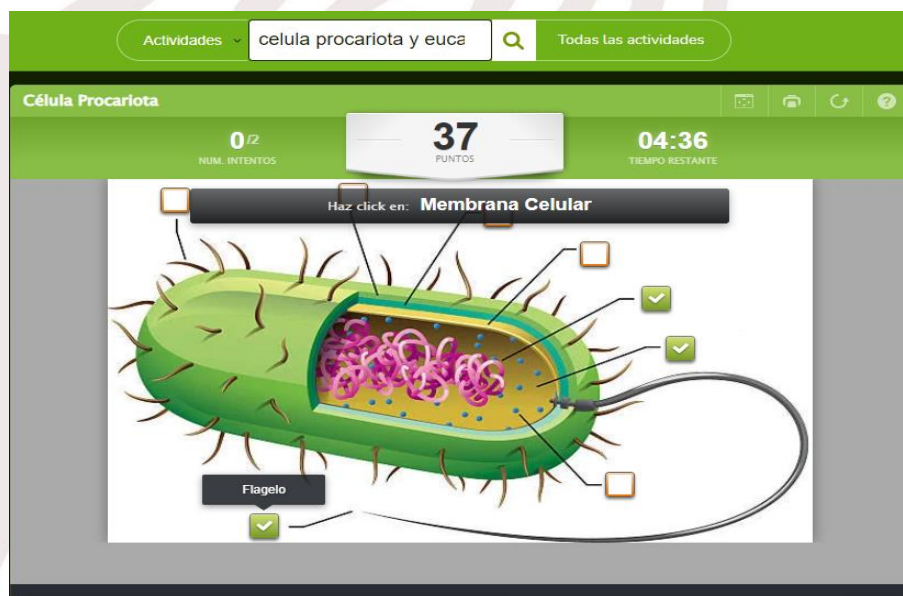 Actividades celula procariota y euca Todas las actividades
Célula Procariota
0/2 37 04:36
NUM. INTENTOS PUNTOS TIEMPO RESTANTE
Haz click en: Membrana Celular
Flagelo